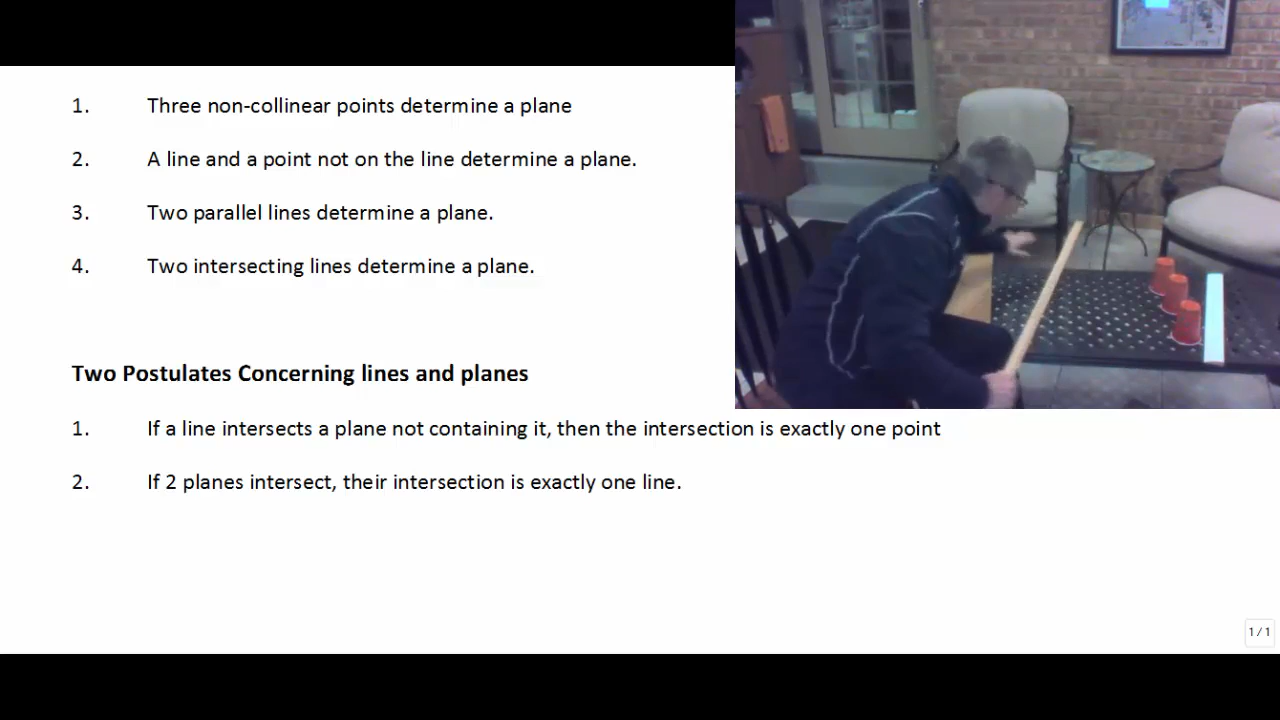 1. Three non-collinear points determine a plane
2. A line and a point not on the line determine a plane.
3. Two parallel lines determine a plane.
4. Two intersecting lines determine a plane.
Two Postulates Concerning lines and planes
1. If a line intersects a plane not containing it, then the intersection is exactly one point
2. If 2 planes intersect, their intersection is exactly one line.
1 / 1